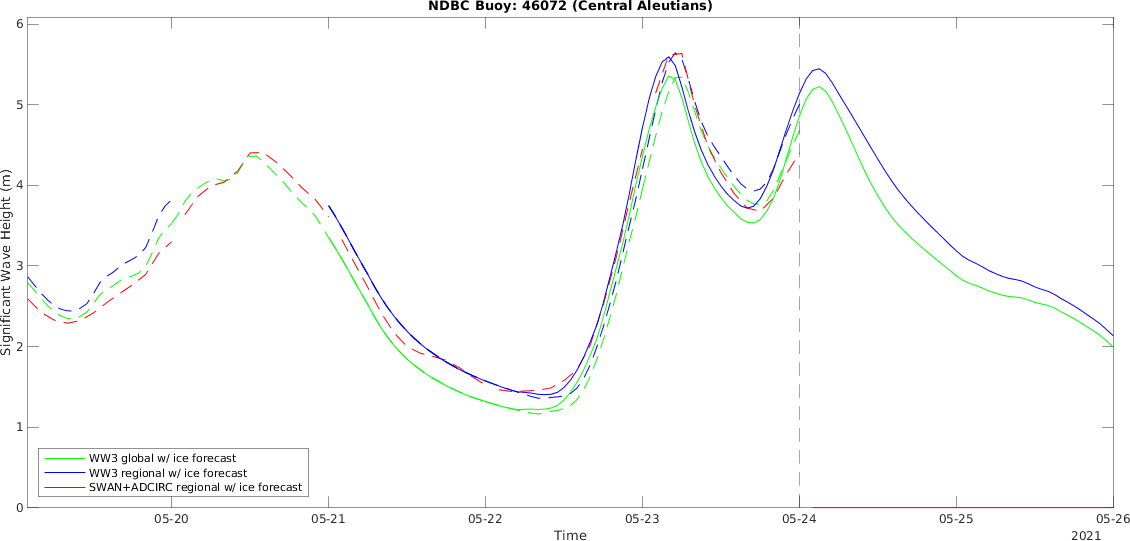 NDBC Buoy: 46072 (Central Aleutians)
6
5
4
3
2
1
0
Significant Wave Height (m)
WW3 global w/ ice forecast
WW3 regional w/ ice forecast
SWAN+ADCIRC regional w/ ice forecast
05-20 05-21 05-22 05-23 05-24 05-25 05-26
Time
2021